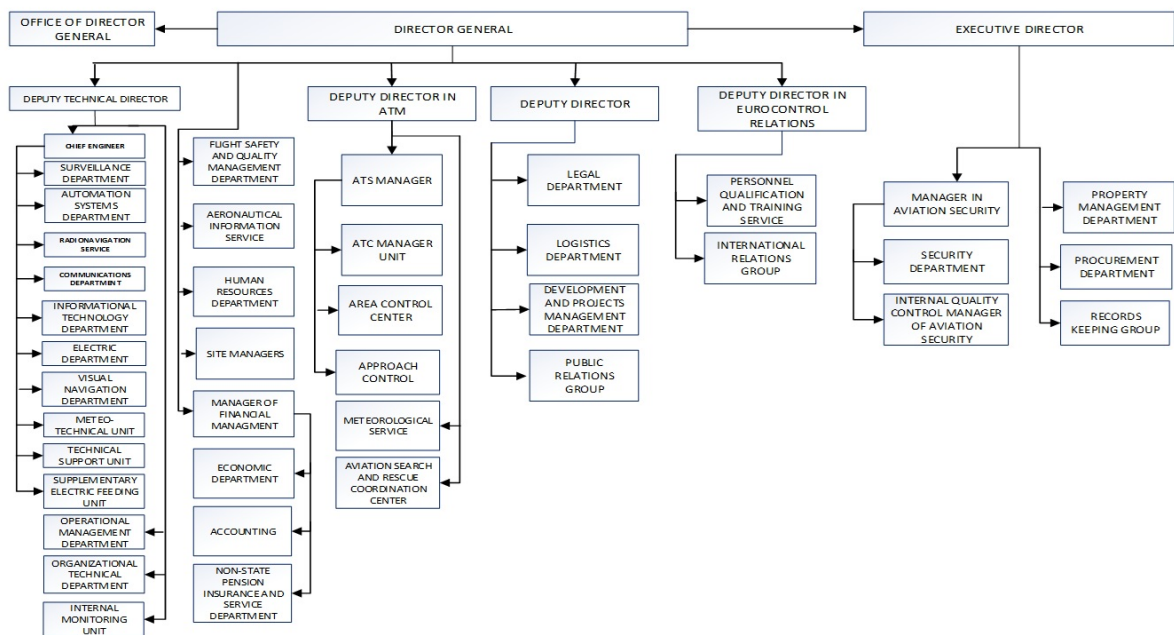 OFFICE OF DIRECTOR
GENERAL
DIRECTOR GENERAL
EXECUTIVE DIRECTOR
DEPUTY TECHNICAL DIRECTOR
CHIEF ENGINEER
SURVEILLANCE
DEPARTMENT
AUTOMATION
SYSTEMS
DEPARTMENT
RADIONAVIGATION
SERVICE
COMMUNICATIONS
DEPARTMENT
INFORMATIONAL
TECHNOLOGY
DEPARTMENT
ELECTRIC
DEPARTMENT
VISUAL
NAVIGATION
DEPARTMENT
METEO-
TECHNICAL UNIT
TECHNICAL
SUPPORT UNIT
SUPPLEMENTARY
ELECTRIC FEEDING
UNIT
OPERATIONAL
MANAGEMENT
DEPARTMENT
ORGANIZATIONAL
TECHNICAL
DEPARTMENT
INTERNAL
MONITORING
UNIT
FLIGHT SAFETY
AND QUALITY
MANAGEMENT
DEPARTMENT
AERONAUTICAL
INFORMATION
SERVICE
HUMAN
RESOURCES
DEPARTMENT
SITE MANAGERS
MANAGER OF
FINANCIAL
MANAGMENT
ECONOMIC
DEPARTMENT
ACCOUNTING
NON-STATE
PENSION
INSURANCE AND
SERVICE
DEPARTMENT
DEPUTY DIRECTOR IN
ATM
ATS MANAGER
ATC MANAGER
UNIT
AREA CONTROL
CENTER
APPROACH
CONTROL
METEOROLOGICAL
SERVICE
AVIATION SEARCH
AND RESCUE
COORDINATION
CENTER
DEPUTY DIRECTOR
LEGAL
DEPARTMENT
LOGISTICS
DEPARTMENT
DEVELOPMENT
AND PROJECTS
MANAGEMENT
DEPARTMENT
PUBLIC
RELATIONS
GROUP
DEPUTY DIRECTOR IN
EUROCONTROL
RELATIONS
PERSONNEL
QUALIFICATION
AND TRAINING
SERVICE
INTERNATIONAL
RELATIONS
GROUP
MANAGER IN
AVIATION SECURITY
SECURITY
DEPARTMENT
INTERNAL QUALITY
CONTROL MANAGER
OF AVIATION
SECURITY
PROPERTY
MANAGEMENT
DEPARTMENT
PROCUREMENT
DEPARTMENT
RECORDS
KEEPING GROUP